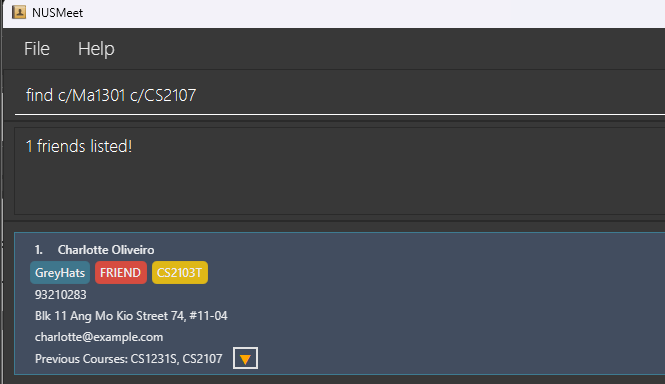 NUSMeet
File Help
find c/Ma1301 c/CS2107
1 friends listed!
1. Charlotte Oliveiro
GreyHats FRIEND CS2103T
93210283
Blk 11 Ang Mo Kio Street 74, #11-04
charlotte@example.com
Previous Courses: CS1231S, CS2107